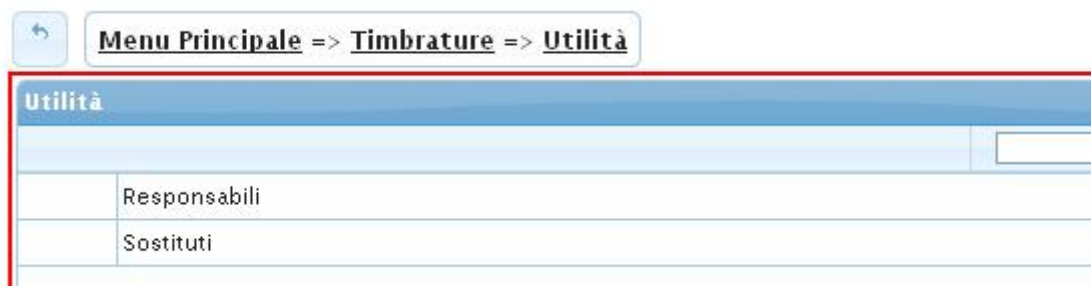 Menu Principale => Timbrature => Utilità
Utilità
Responsabili
Sostituti